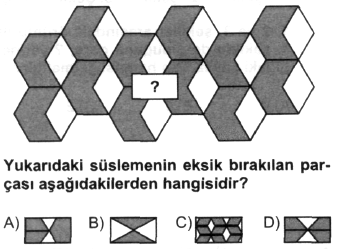 ?
Yukarıdaki süslemenin eksik bırakılan par-
çası aşağıdakilerden hangisidir?
A) B) C) D)